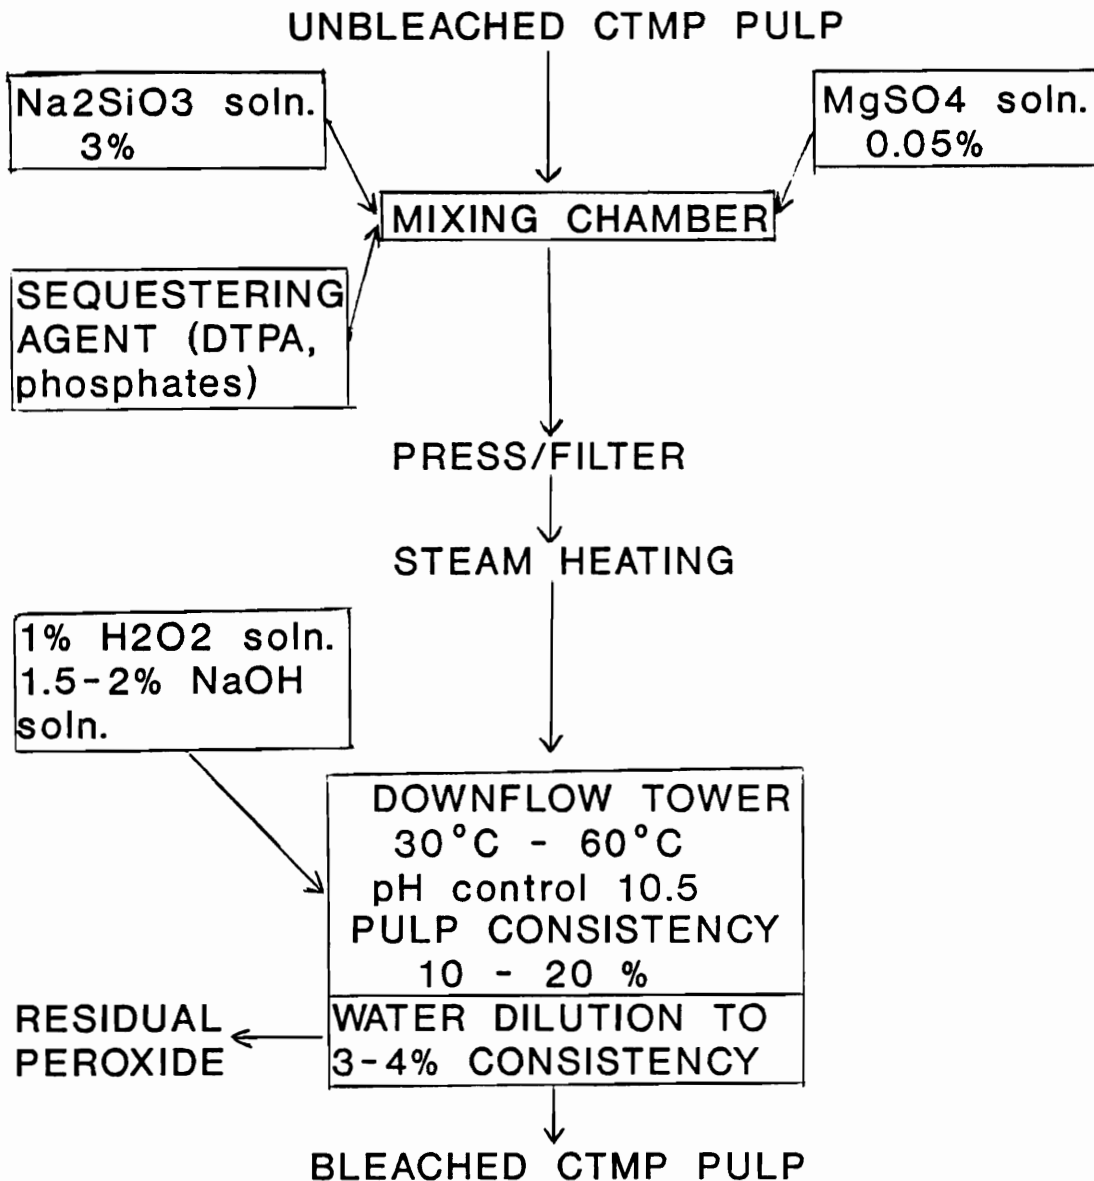 UNBLEACHED CTMP PULP
Na2SiO3 soln.
3%
MgSO4 soln.
0.05%
MIXING CHAMBER
SEQUESTERING
AGENT (DTPA,
phosphates)
PRESS/FILTER
STEAM HEATING
1% H2O2 soln.
1.5-2% NaOH
soln.
DOWNFLOW TOWER
30°C - 60°C
pH control 10.5
PULP CONSISTENCY
10 - 20 %
WATER DILUTION TO
3-4% CONSISTENCY
RESIDUAL
PEROXIDE
BLEACHED CTMP PULP